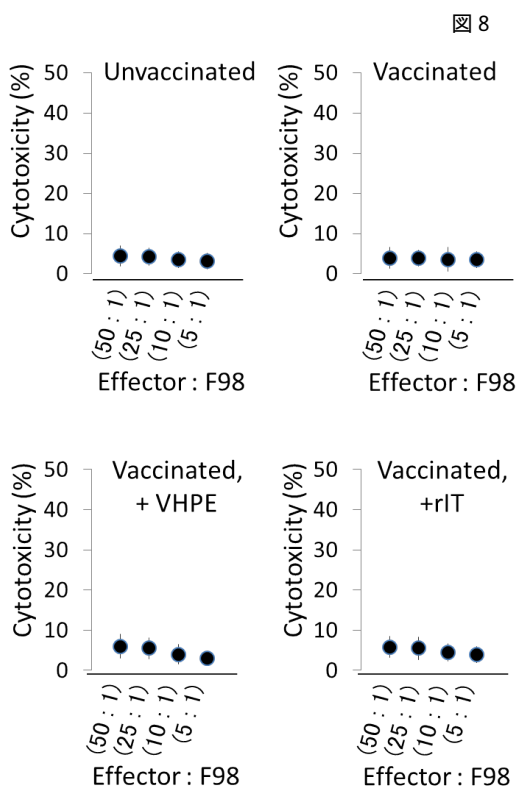 図 8
Unvaccinated
Cytotoxicity (%)
50
40
30
20
10
0
(50 : 1)
(25 : 1)
(10 : 1)
(5 : 1)
Effector : F98
Vaccinated
Cytotoxicity (%)
50
40
30
20
10
0
(50 : 1)
(25 : 1)
(10 : 1)
(5 : 1)
Effector : F98
Vaccinated,
+ VHPE
Cytotoxicity (%)
50
40
30
20
10
0
(50 : 1)
(25 : 1)
(10 : 1)
(5 : 1)
Effector : F98
Vaccinated,
+rIT
Cytotoxicity (%)
50
40
30
20
10
0
(50 : 1)
(25 : 1)
(10 : 1)
(5 : 1)
Effector : F98